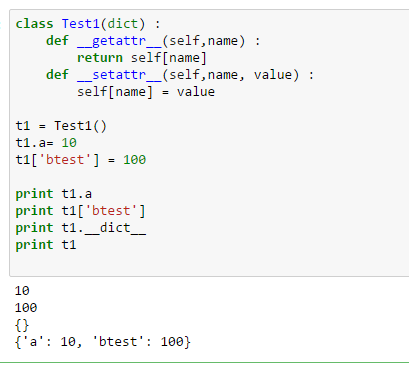 class Test1(dict) :
    def __getattr__(self,name) :
        return self[name]
    def __setattr__(self,name, value) :
        self[name] = value
t1 = Test1()
t1.a= 10
t1['btest'] = 100
print t1.a
print t1['btest']
print t1.__dict__
print t1
10
100
{}
{'a': 10, 'btest': 100}